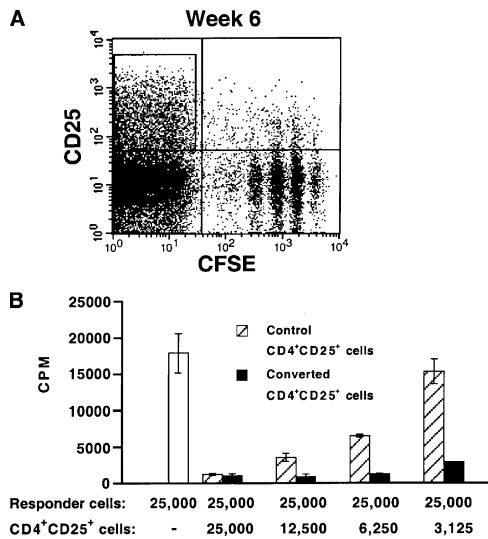 A
Week 6
CD25
10⁴
10³
10²
10¹
10⁰
10⁰ 10¹ 10² 10³ 10⁴
CFSE
B
CPM
25000
20000
15000
10000
5000
0
Control
CD4⁺CD25⁺ cells
Converted
CD4⁺CD25⁺ cells
Responder cells: 25,000 25,000 25,000 25,000 25,000
CD4⁺CD25⁺ cells: - 25,000 12,500 6,250 3,125